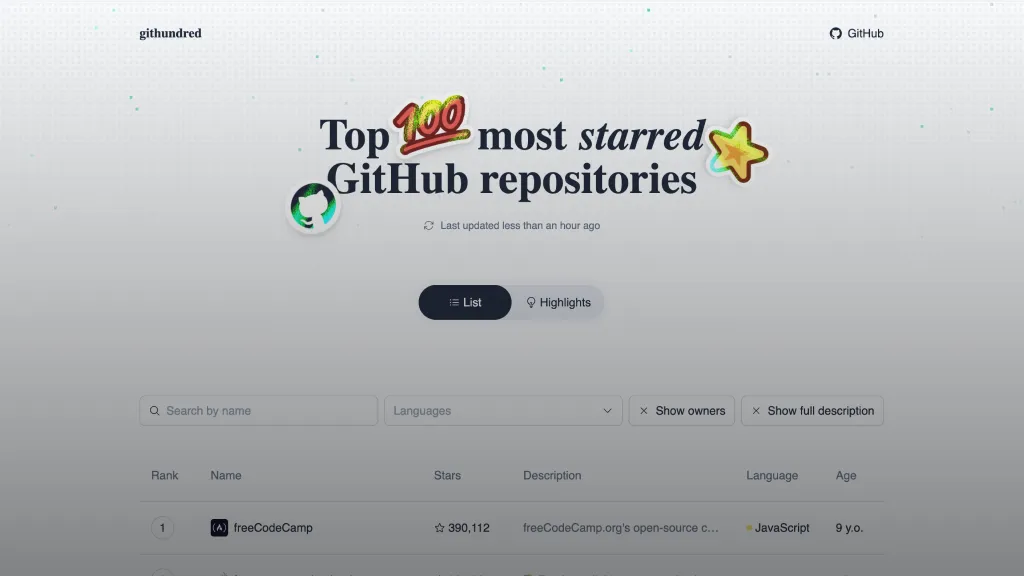 githundred
GitHub
Top 💯 most starred
GitHub repositories
Last updated less than an hour ago
List
Highlights
Search by name
Languages
Show owners
Show full description
Rank Name Stars Description Language Age
1 (A) freeCodeCamp 390,112 freeCodeCamp.org's open-source c… JavaScript 9 y.o.